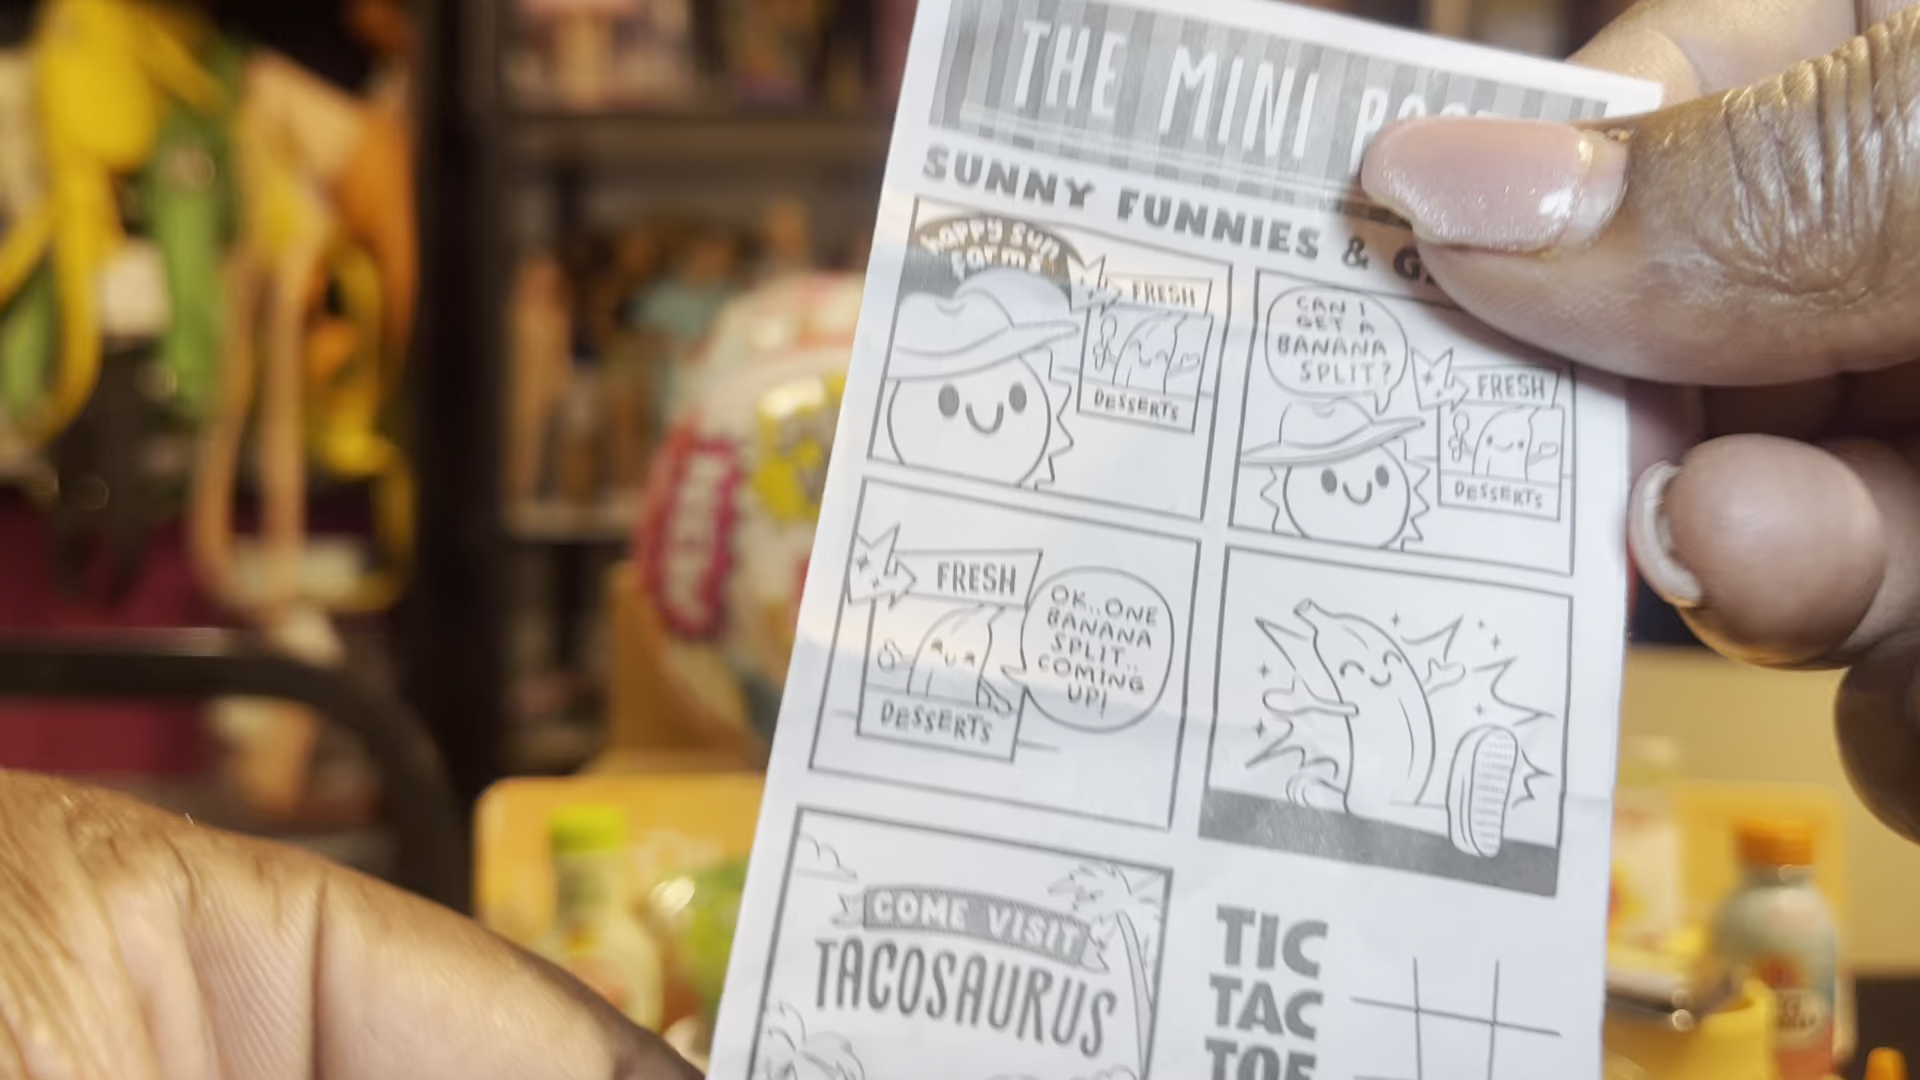 THE MINI
SUNNY FUNNIES &
HAPPY SUN
FARMS
FRESH
DESSERTS
CAN I
GET A
BANANA
SPLIT?
FRESH
DESSERTS
FRESH
DESSERTS
OK..ONE
BANANA
SPLIT..
COMING
UP!
COME VISIT
TACOSAURUS
TIC
TAC
TOE